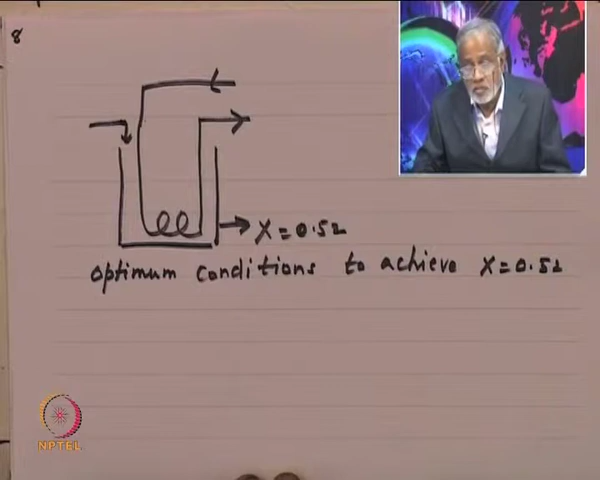 8
X = 0.52
optimum conditions to achieve X = 0.52
NPTEL